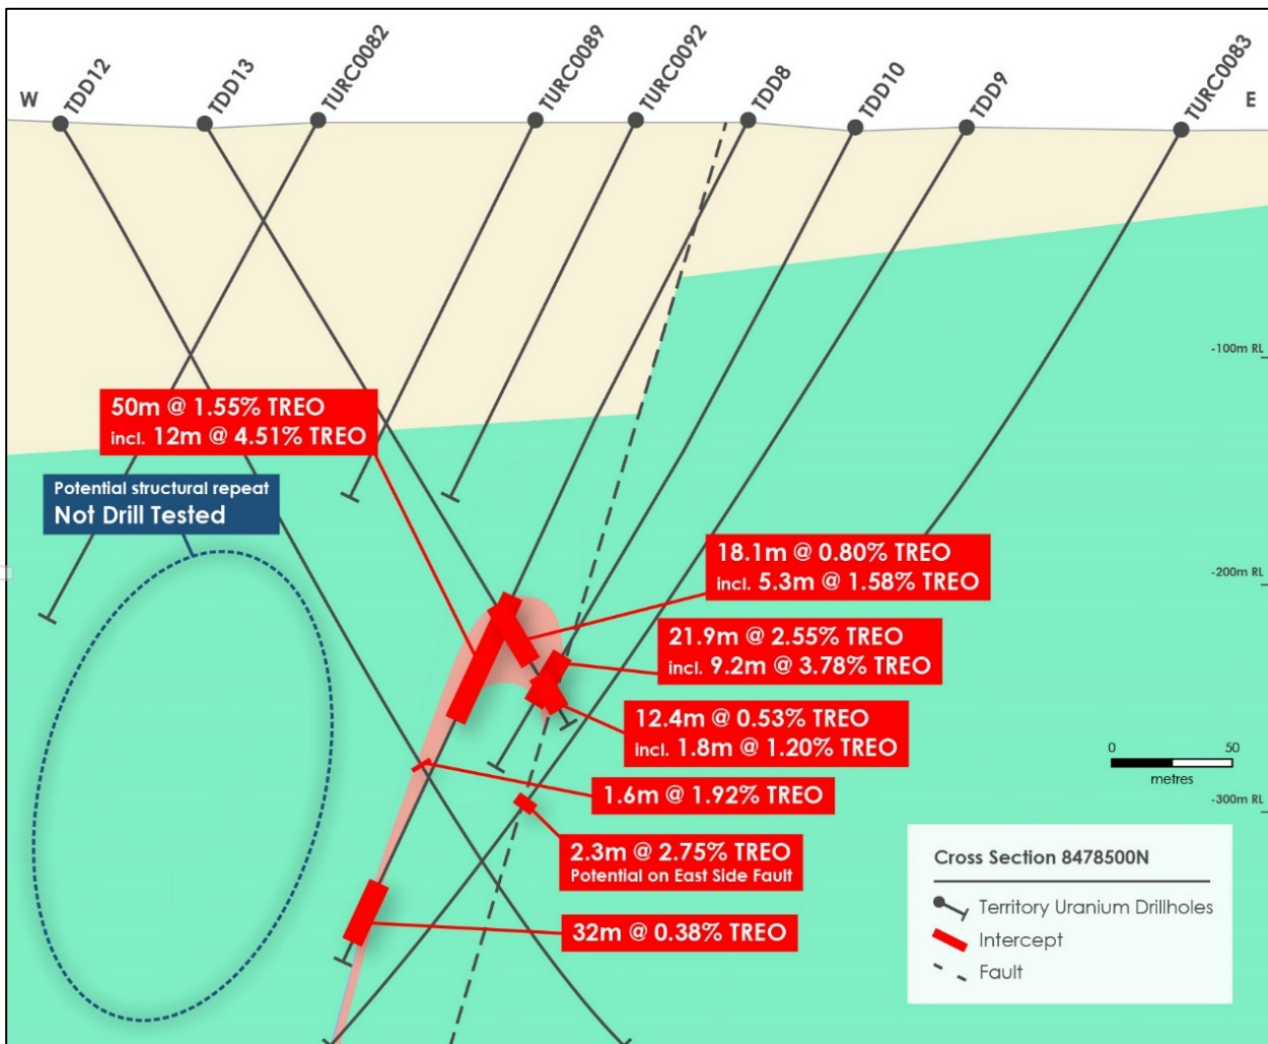 W
TDD12
TDD13
TURC0082
TURC0089
TURC0092
TDD8
TDD10
TDD9
TURC0083
E
-100m RL
50m @ 1.55% TREO
incl. 12m @ 4.51% TREO
Potential structural repeat
Not Drill Tested
18.1m @ 0.80% TREO
incl. 5.3m @ 1.58% TREO
-200m RL
21.9m @ 2.55% TREO
incl. 9.2m @ 3.78% TREO
12.4m @ 0.53% TREO
incl. 1.8m @ 1.20% TREO
0 50
metres
1.6m @ 1.92% TREO
-300m RL
2.3m @ 2.75% TREO
Potential on East Side Fault
32m @ 0.38% TREO
Cross Section 8478500N
Territory Uranium Drillholes
Intercept
Fault